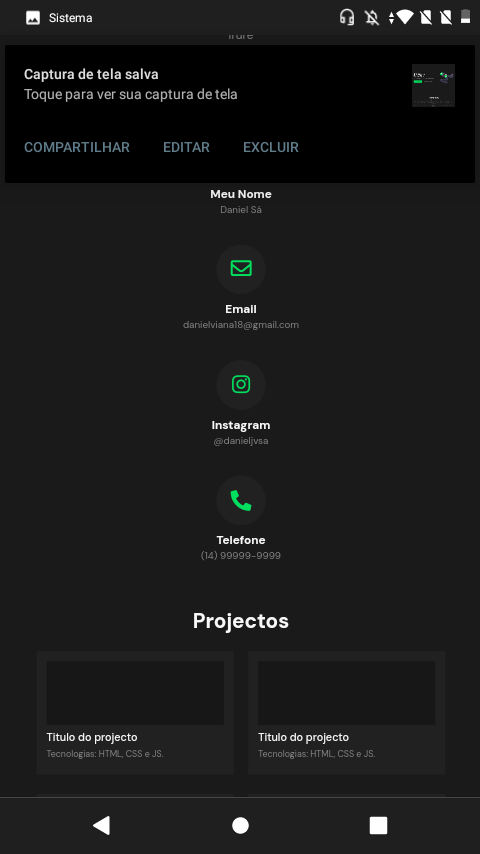 Sistema
Irure
Captura de tela salva
Toque para ver sua captura de tela
COMPARTILHAR EDITAR EXCLUIR
Meu Nome
Daniel Sá
Email
danielviana18@gmail.com
Instagram
@danieljvsa
Telefone
(14) 99999-9999
Projectos
Titulo do projecto
Tecnologias: HTML, CSS e JS.
Titulo do projecto
Tecnologias: HTML, CSS e JS.